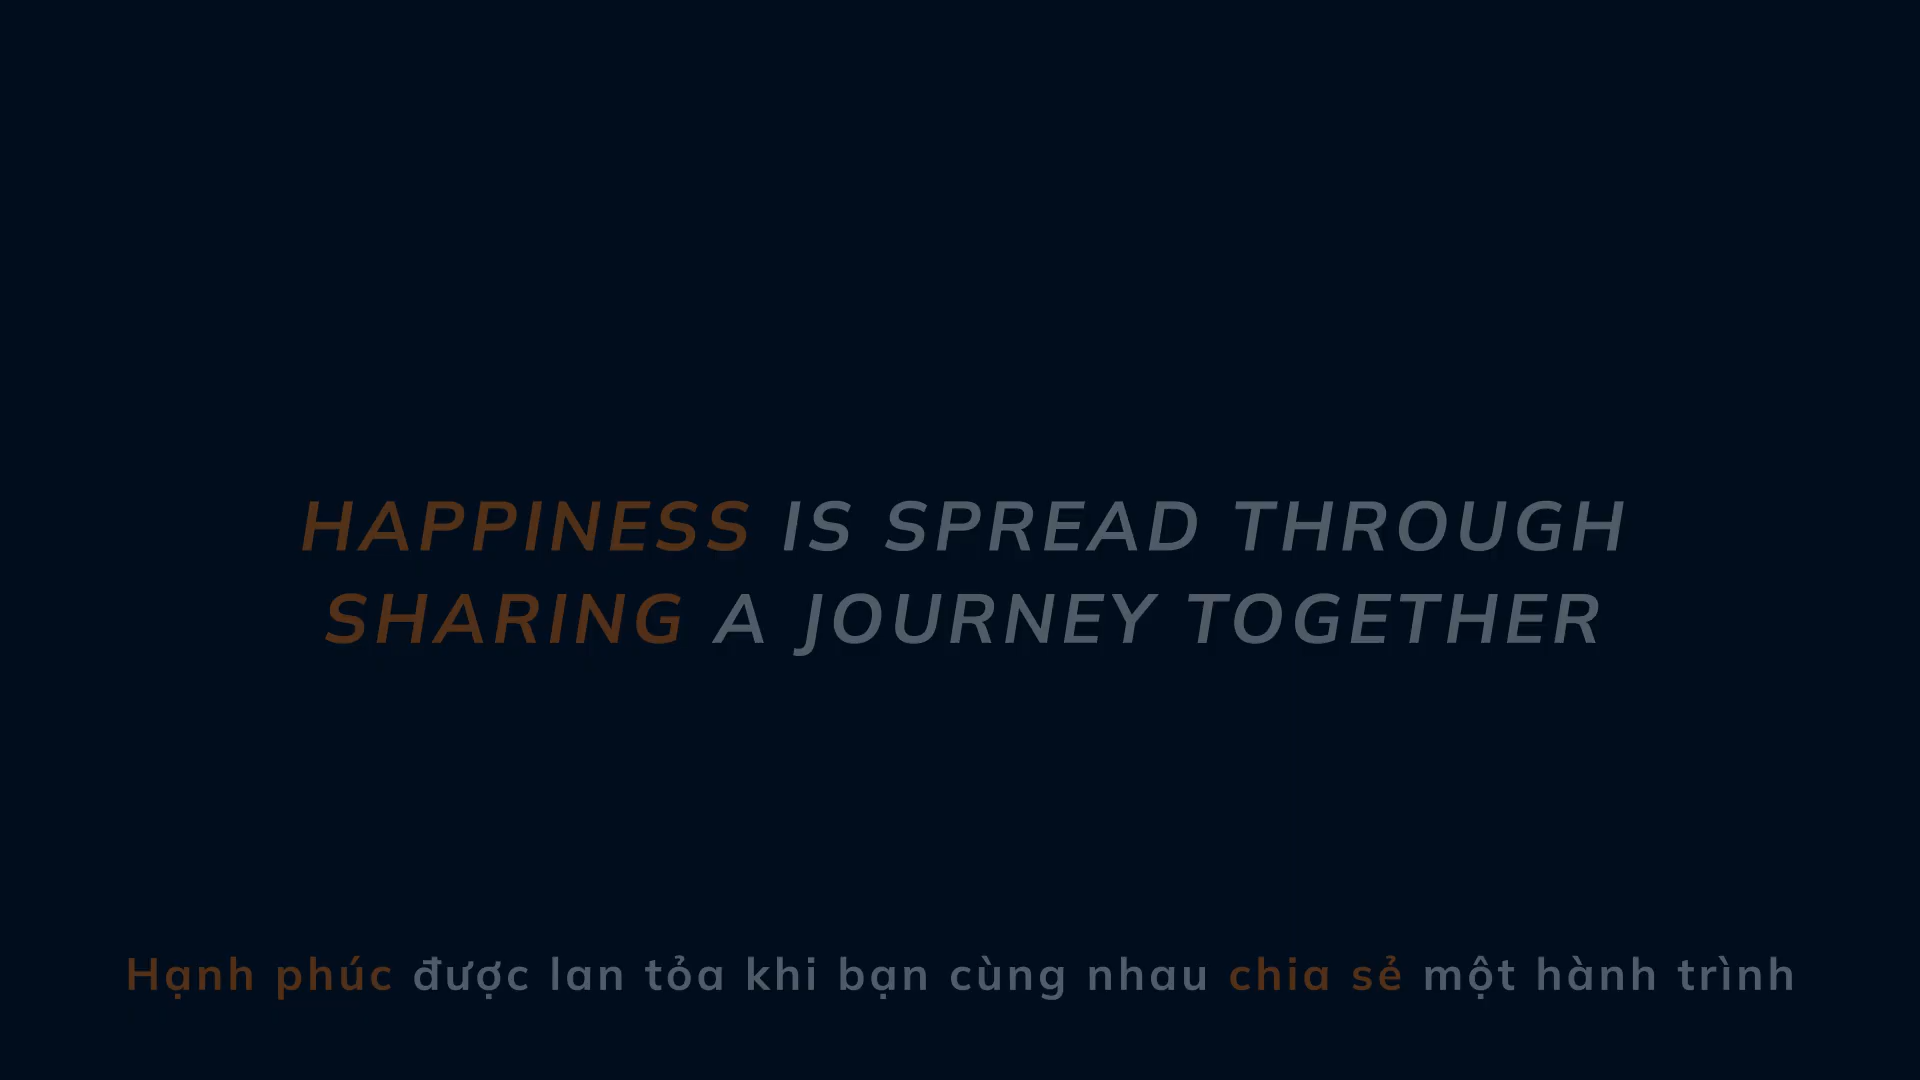 HAPPINESS IS SPREAD THROUGH
SHARING A JOURNEY TOGETHER
Hạnh phúc được lan tỏa khi bạn cùng nhau chia sẻ một hành trình